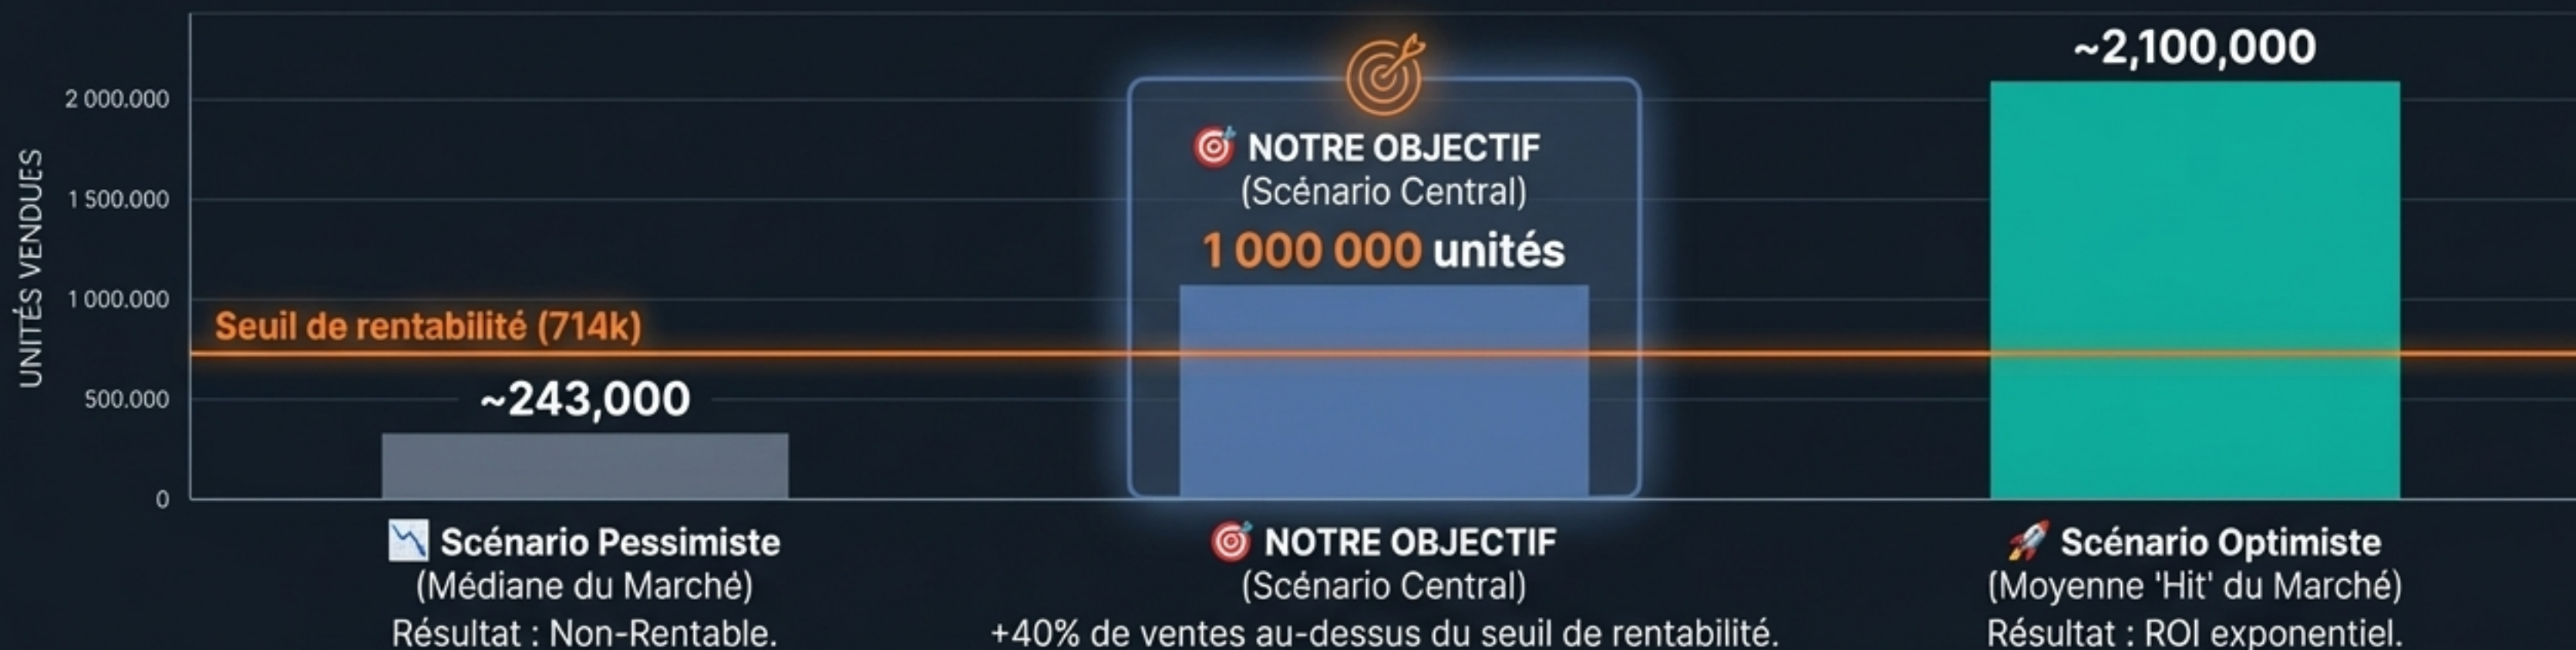 UNITÉS VENDUES
2 000.000
1 500.000
1 000.000
500.000
0
Seuil de rentabilité (714k)
~243,000
🎯 NOTRE OBJECTIF
(Scénario Central)
1 000 000 unités
~2,100,000
📉 Scénario Pessimiste
(Médiane du Marché)
Résultat : Non-Rentable.
🎯 NOTRE OBJECTIF
(Scénario Central)
+40% de ventes au-dessus du seuil de rentabilité.
🚀 Scénario Optimiste
(Moyenne 'Hit' du Marché)
Résultat : ROI exponentiel.